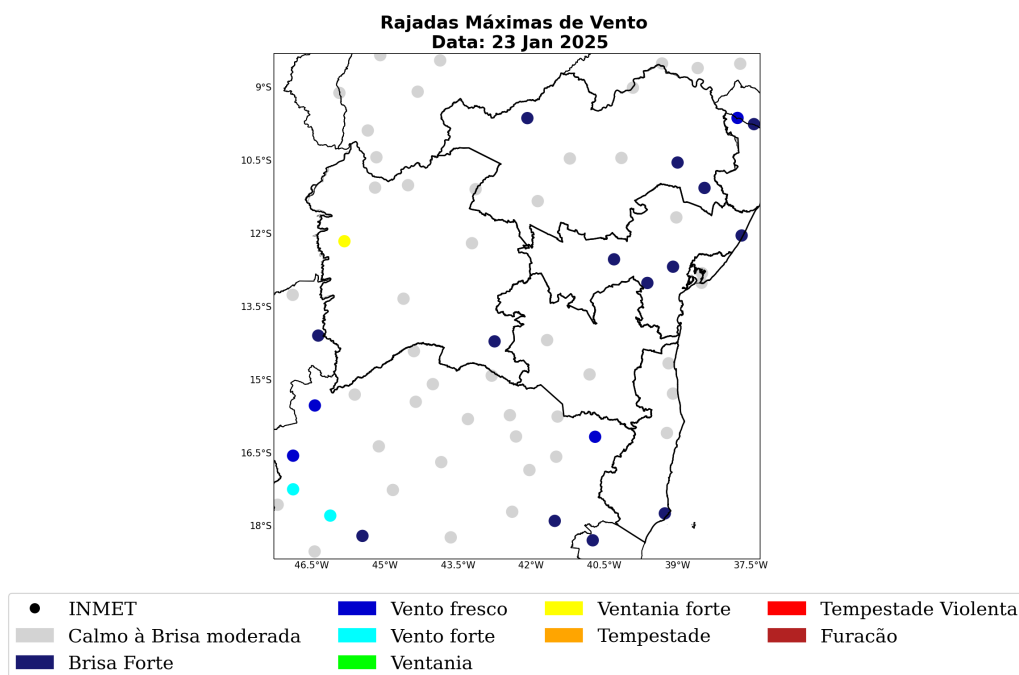 Rajadas Máximas de Vento
Data: 23 Jan 2025
9°S
10.5°S
12°S
13.5°S
15°S
16.5°S
18°S
46.5°W 45°W 43.5°W 42°W 40.5°W 39°W 37.5°W
INMET
Calmo à Brisa moderada
Brisa Forte
Vento fresco
Vento forte
Ventania
Ventania forte
Tempestade
Tempestade Violenta
Furacão